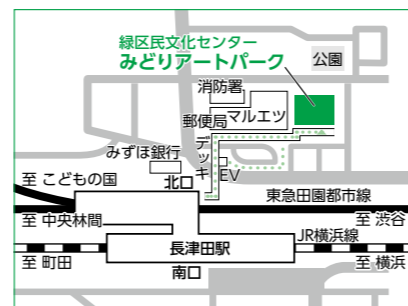 緑区民文化センター
みどりアートパーク
公園
消防署
郵便局
マルエツ
デッキ
みずほ銀行
EV
北口
至 こどもの国
東急田園都市線
至 中央林間
至 渋谷
長津田駅
JR横浜線
至 町田
至 横浜
南口